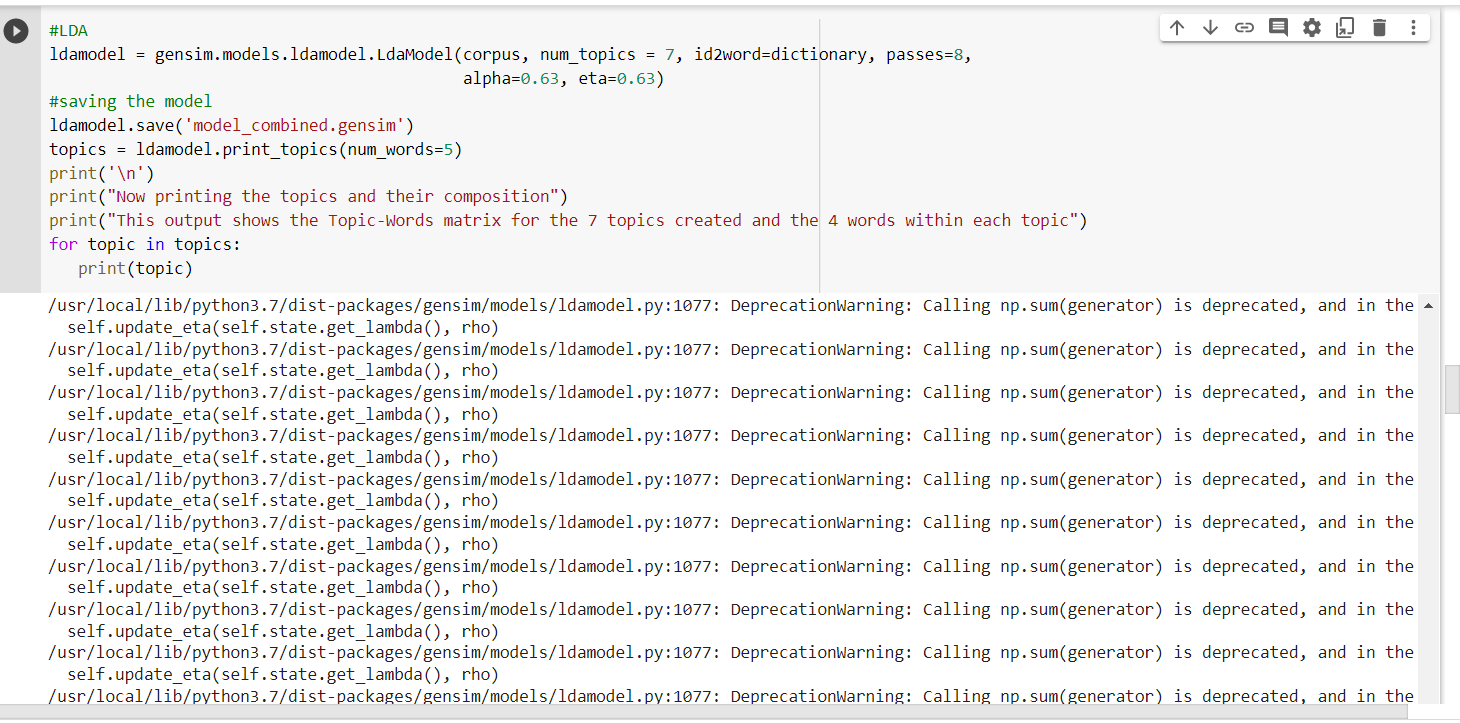 #LDA
ldamodel = gensim.models.ldamodel.LdaModel(corpus, num_topics = 7, id2word=dictionary, passes=8,
                                           alpha=0.63, eta=0.63)
#saving the model
ldamodel.save('model_combined.gensim')
topics = ldamodel.print_topics(num_words=5)
print('\n')
print("Now printing the topics and their composition")
print("This output shows the Topic-Words matrix for the 7 topics created and the 4 words within each topic")
for topic in topics:
   print(topic)
/usr/local/lib/python3.7/dist-packages/gensim/models/ldamodel.py:1077: DeprecationWarning: Calling np.sum(generator) is deprecated, and in the
  self.update_eta(self.state.get_lambda(), rho)
/usr/local/lib/python3.7/dist-packages/gensim/models/ldamodel.py:1077: DeprecationWarning: Calling np.sum(generator) is deprecated, and in the
  self.update_eta(self.state.get_lambda(), rho)
/usr/local/lib/python3.7/dist-packages/gensim/models/ldamodel.py:1077: DeprecationWarning: Calling np.sum(generator) is deprecated, and in the
  self.update_eta(self.state.get_lambda(), rho)
/usr/local/lib/python3.7/dist-packages/gensim/models/ldamodel.py:1077: DeprecationWarning: Calling np.sum(generator) is deprecated, and in the
  self.update_eta(self.state.get_lambda(), rho)
/usr/local/lib/python3.7/dist-packages/gensim/models/ldamodel.py:1077: DeprecationWarning: Calling np.sum(generator) is deprecated, and in the
  self.update_eta(self.state.get_lambda(), rho)
/usr/local/lib/python3.7/dist-packages/gensim/models/ldamodel.py:1077: DeprecationWarning: Calling np.sum(generator) is deprecated, and in the
  self.update_eta(self.state.get_lambda(), rho)
/usr/local/lib/python3.7/dist-packages/gensim/models/ldamodel.py:1077: DeprecationWarning: Calling np.sum(generator) is deprecated, and in the
  self.update_eta(self.state.get_lambda(), rho)
/usr/local/lib/python3.7/dist-packages/gensim/models/ldamodel.py:1077: DeprecationWarning: Calling np.sum(generator) is deprecated, and in the
  self.update_eta(self.state.get_lambda(), rho)
/usr/local/lib/python3.7/dist-packages/gensim/models/ldamodel.py:1077: DeprecationWarning: Calling np.sum(generator) is deprecated, and in the
  self.update_eta(self.state.get_lambda(), rho)
/usr/local/lib/python3.7/dist-packages/gensim/models/ldamodel.py:1077: DeprecationWarning: Calling np.sum(generator) is deprecated, and in the